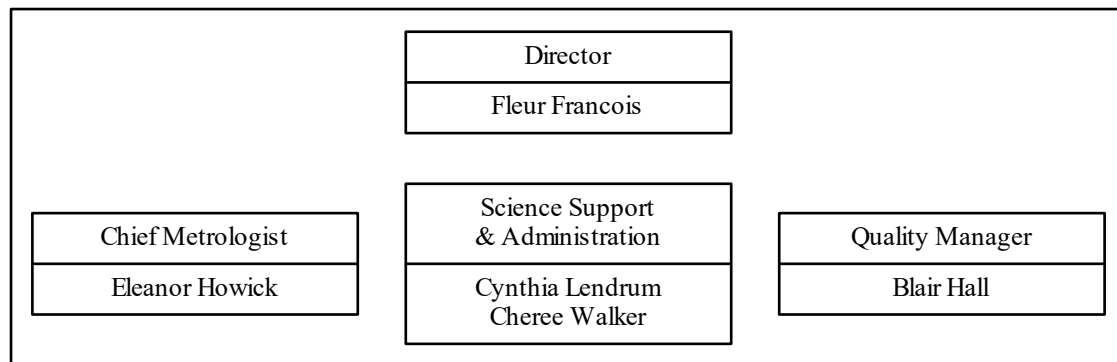 Director
Fleur Francois
Science Support
& Administration
Cynthia Lendrum
Cheree Walker
Chief Metrologist
Eleanor Howick
Quality Manager
Blair Hall